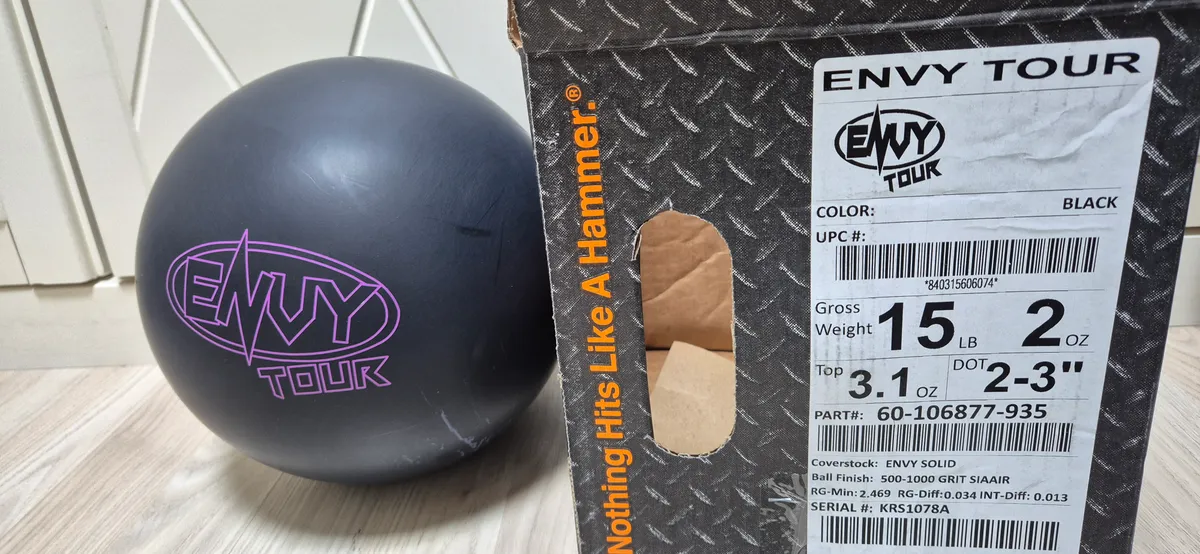 ENVY
TOUR
Nothing Hits Like A Hammer.®
ENVY TOUR
ENVY
TOUR
COLOR: BLACK
UPC #:
*840315606074*
Gross Weight 15 LB 2 OZ
Top 3.1 OZ DOT 2-3"
PART#: 60-106877-935
Coverstock: ENVY SOLID
Ball Finish: 500-1000 GRIT SIAAIR
RG-Min: 2.469 RG-Diff: 0.034 INT-Diff: 0.013
SERIAL #: KRS1078A